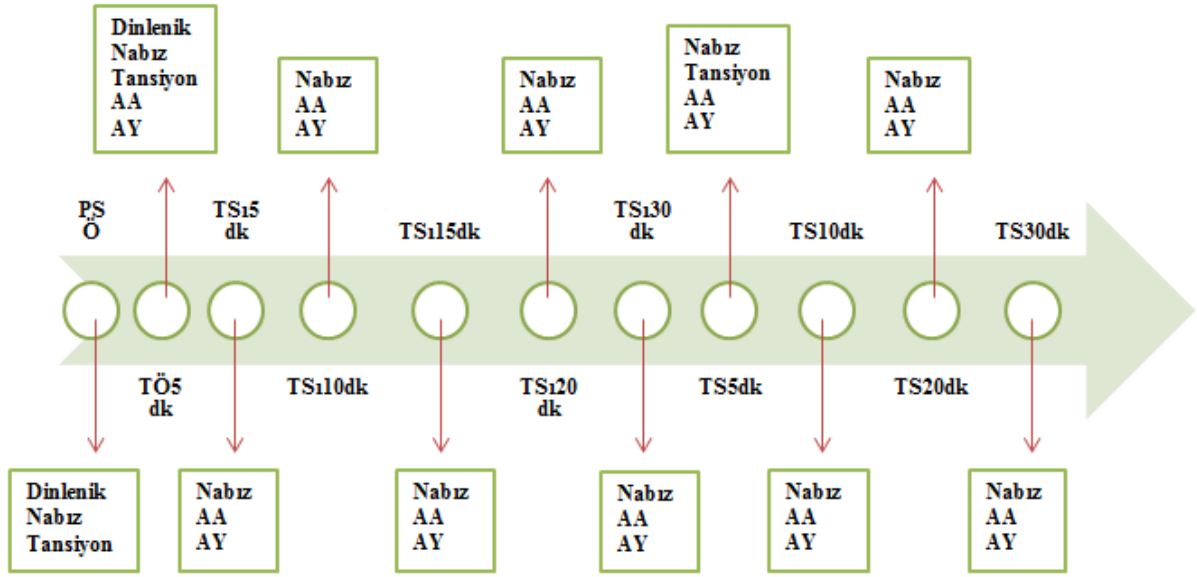 Dinlenik
Nabız
Tansiyon
AA
AY
Nabız
AA
AY
Nabız
AA
AY
Nabız
Tansiyon
AA
AY
Nabız
AA
AY
PS
Ö
TSı5
dk
TSı15dk
TSı30
dk
TS10dk
TS30dk
TÖ5
dk
TSı10dk
TSı20
dk
TS5dk
TS20dk
Dinlenik
Nabız
Tansiyon
Nabız
AA
AY
Nabız
AA
AY
Nabız
AA
AY
Nabız
AA
AY
Nabız
AA
AY